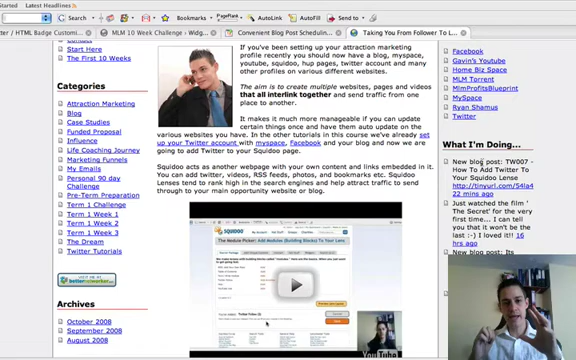 Started
Latest Headlines
Search
Bookmarks
PageRank
AutoLink
AutoFill
Send to
/ HTML Badge Customiz
MLM 10 Week Challenge - Widg...
Convenient Blog Post Schedulin...
Taking You From Follower To L...
Contact
Start Here
The First 10 Weeks
Categories
Attraction Marketing
Blog
Case Studies
Funded Proposal
Influence
Life Coaching Journey
Marketing Funnels
My Emails
Personal 90 day
Challenge
Pre-Term Preparation
Term 1 Challenge
Term 1 Week 1
Term 1 Week 2
Term 1 Week 3
The Dream
Twitter Tutorials
VISIT ME ON
betternetworker.com
Archives
October 2008
September 2008
August 2008
If you've been setting up your attraction marketing
profile recently you should now have a blog, myspace,
youtube, squidoo, hup pages, twitter account and many
other profiles on various different websites.
The aim is to create multiple websites, pages and videos
that all interlink together and send traffic from one
place to another.
It makes it much more manageable if you can update
certain things once and have them auto update on the
various websites you have. In the other tutorials in this course we've already set
up your Twitter account with myspace, Facebook and your blog and now we are
going to add Twitter to your Squidoo page.
Squidoo acts as another webpage with your own content and links embedded in it.
You can add twitter, videos, RSS feeds, photos, and bookmarks etc. Squidoo
Lenses tend to rank high in the search engines and help attract traffic to send
through to your main opportunity website or blog.
SQUIDOO
The Module Picker: Add Modules (Building Blocks) To Your Lens
YouTube
Facebook
Gavin's Youtube
Home Biz Space
MLM Torrent
MlmProfitsBlueprint
MySpace
Ryan Shamus
Twitter
What I'm Doing...
New blog post: TW007 -
How To Add Twitter To
Your Squidoo Lens
http://tinyurl.com/54la4
22 mins ago
Just watched the film '
The Secret' for the very
first time... I can tell
you that it won't be the
last :-) I loved it! 16
hrs ago
New blog post: Its